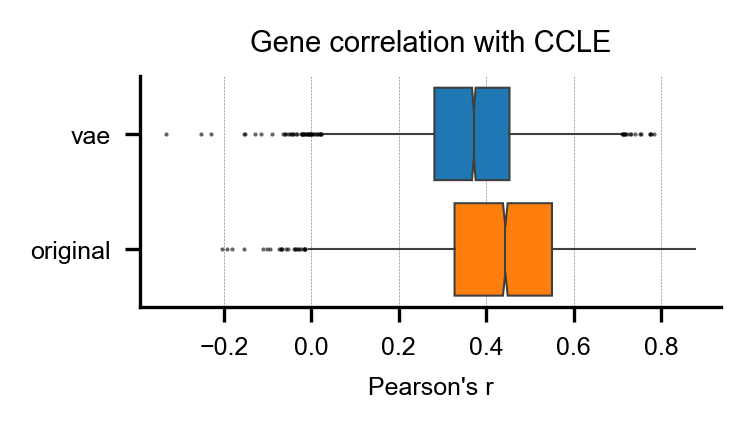 Gene correlation with CCLE
vae
original
−0.2 0.0 0.2 0.4 0.6 0.8
Pearson's r